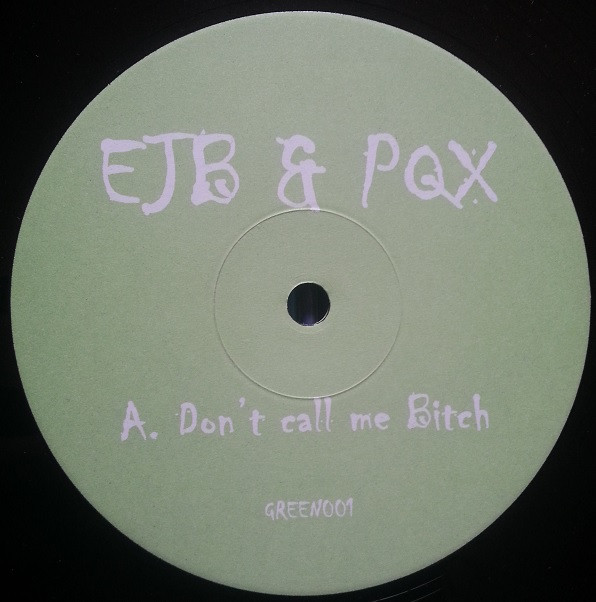 EJB & PQX
A. Don't call me Bitch
GREEN001